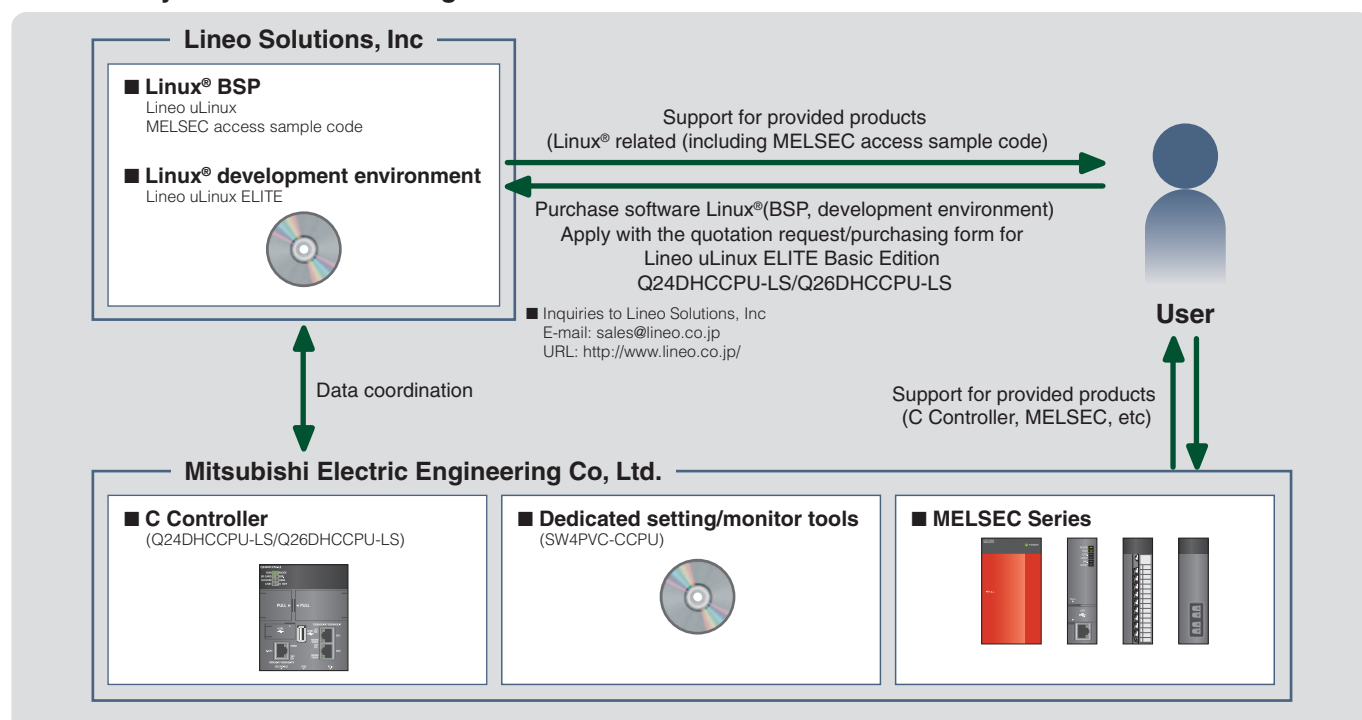 Lineo Solutions, Inc
■ Linux® BSP
Lineo uLinux
MELSEC access sample code
■ Linux® development environment
Lineo uLinux ELITE
Support for provided products
(Linux® related (including MELSEC access sample code)
Purchase software Linux®(BSP, development environment)
Apply with the quotation request/purchasing form for
Lineo uLinux ELITE Basic Edition
Q24DHCCPU-LS/Q26DHCCPU-LS
■ Inquiries to Lineo Solutions, Inc
E-mail: sales@lineo.co.jp
URL: http://www.lineo.co.jp/
User
Data coordination
Support for provided products
(C Controller, MELSEC, etc)
Mitsubishi Electric Engineering Co, Ltd.
■ C Controller
(Q24DHCCPU-LS/Q26DHCCPU-LS)
PULL PULL
■ Dedicated setting/monitor tools
(SW4PVC-CCPU)
■ MELSEC Series